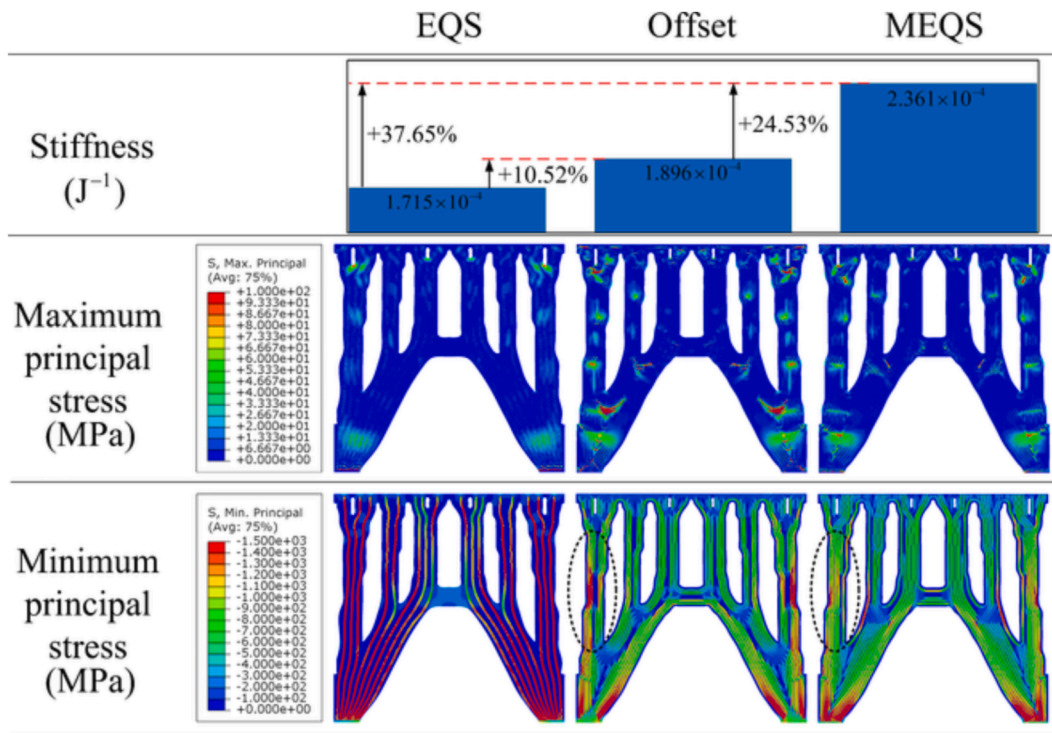 EQS Offset MEQS
Stiffness
(J⁻¹)
+37.65%
+10.52%
+24.53%
1.715×10⁻⁴
1.896×10⁻⁴
2.361×10⁻⁴
Maximum
principal
stress
(MPa)
S, Max. Principal
(Avg: 75%)
+1.000e+02
+9.333e+01
+8.667e+01
+8.000e+01
+7.333e+01
+6.667e+01
+6.000e+01
+5.333e+01
+4.667e+01
+4.000e+01
+3.333e+01
+2.667e+01
+2.000e+01
+1.333e+01
+6.667e+00
+0.000e+00
Minimum
principal
stress
(MPa)
S, Min. Principal
(Avg: 75%)
-1.500e+03
-1.400e+03
-1.300e+03
-1.200e+03
-1.100e+03
-1.000e+03
-9.000e+02
-8.000e+02
-7.000e+02
-6.000e+02
-5.000e+02
-4.000e+02
-3.000e+02
-2.000e+02
-1.000e+02
+0.000e+00